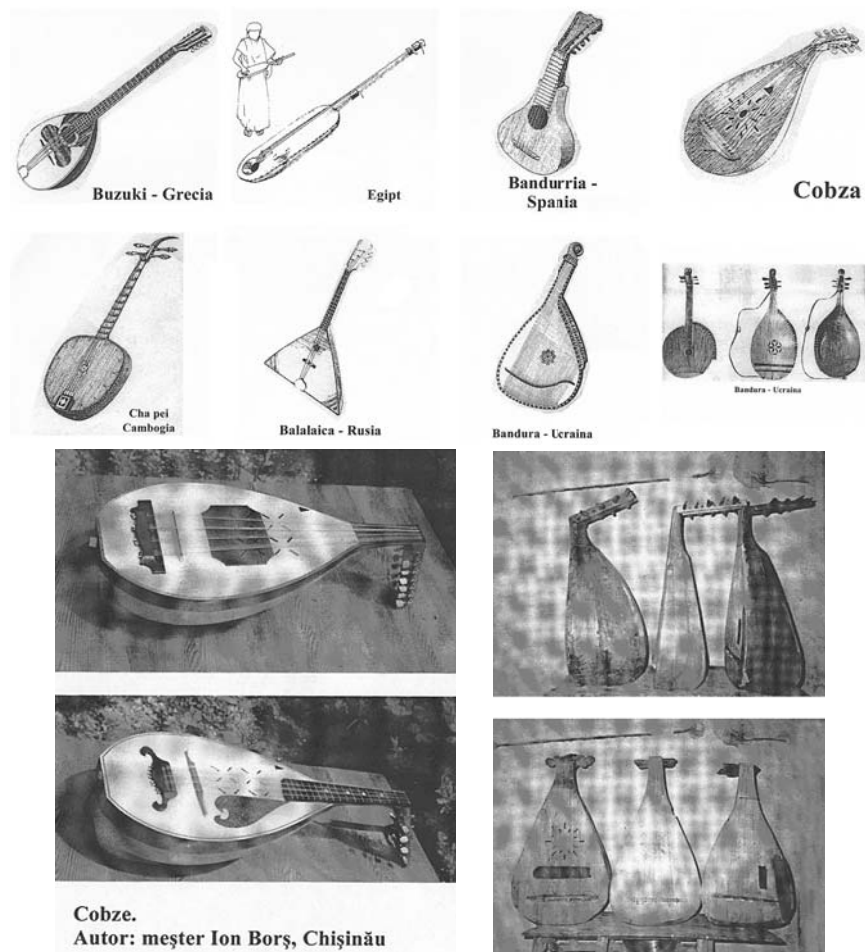 Buzuki - Grecia
Egipt
Bandurria -
Spania
Cobza
Cha pei
Cambogia
Balalaica - Rusia
Bandura - Ucraina
Bandura - Ucraina
Cobze.
Autor: meşter Ion Borş, Chişinău